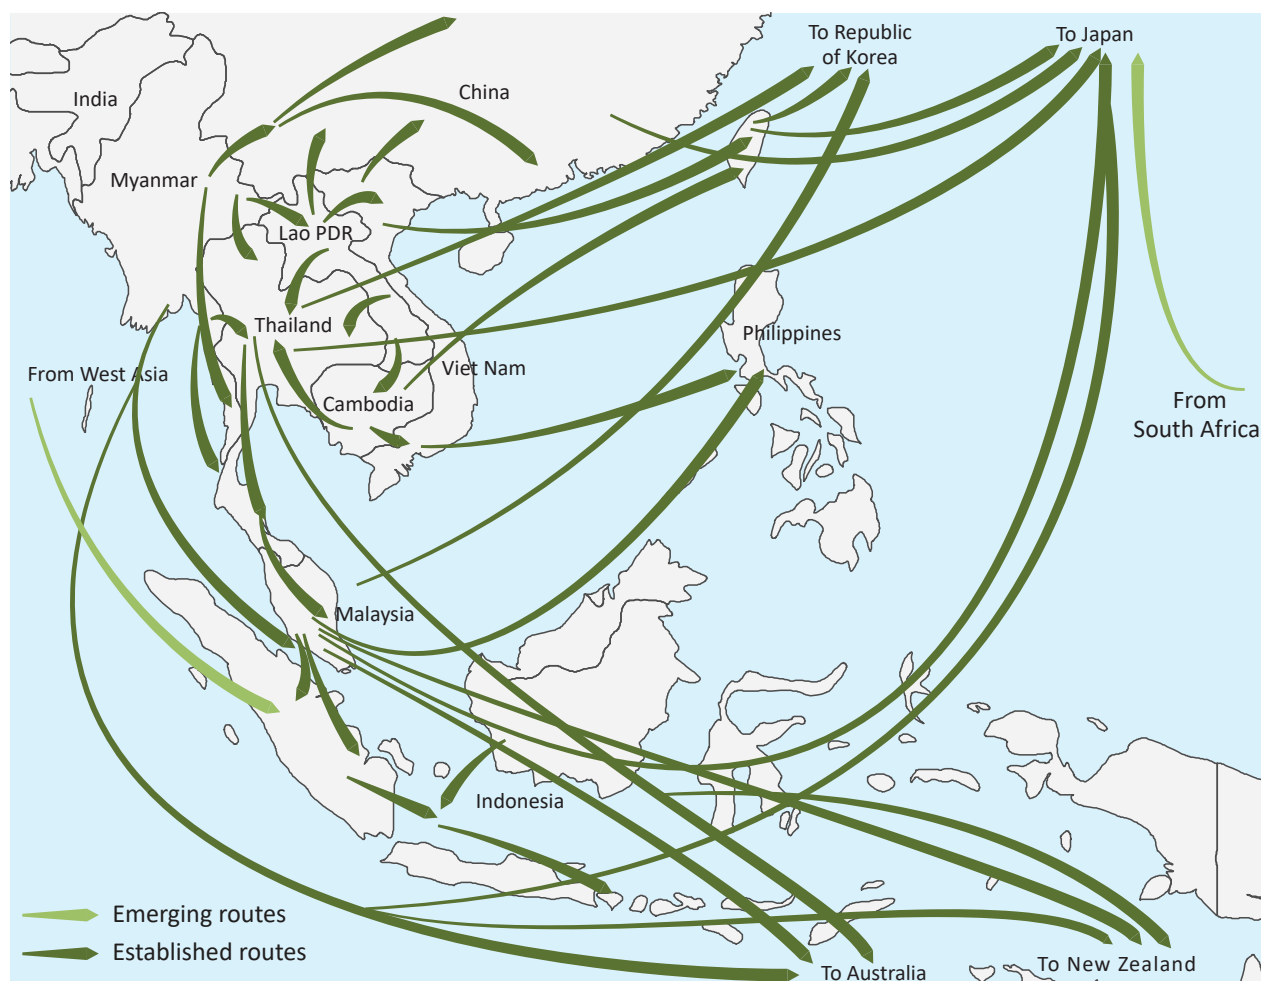 To Republic
of Korea
To Japan
India
China
Myanmar
Lao PDR
Thailand
Philippines
From West Asia
Viet Nam
Cambodia
From
South Africa
Malaysia
Indonesia
Emerging routes
Established routes
To Australia
To New Zealand